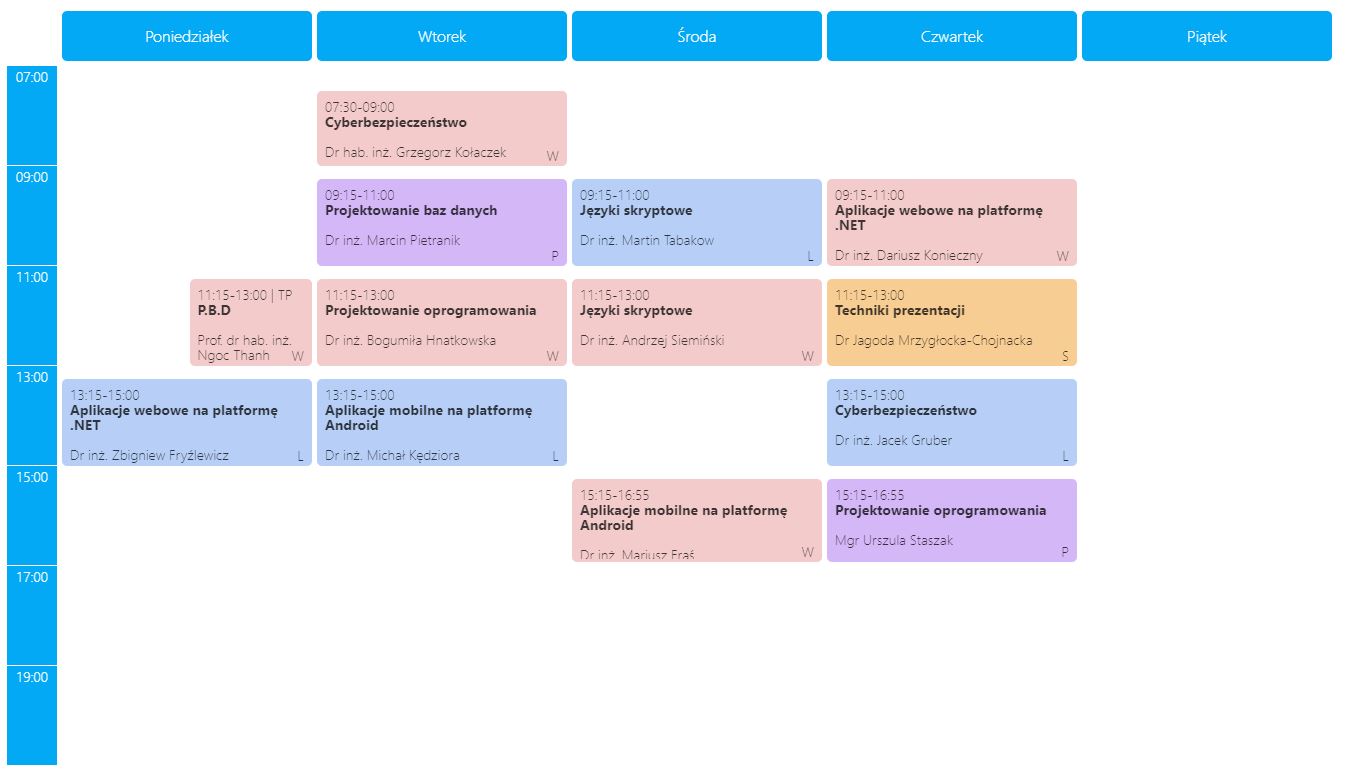 Poniedziałek
Wtorek
Środa
Czwartek
Piątek
07:00
09:00
11:00
13:00
15:00
17:00
19:00
11:15-13:00 | TP
P.B.D
Prof. dr hab. inż.
Ngoc Thanh
W
13:15-15:00
Aplikacje webowe na platformę
.NET
Dr inż. Zbigniew Fryźlewicz
L
07:30-09:00
Cyberbezpieczeństwo
Dr hab. inż. Grzegorz Kołaczek
W
09:15-11:00
Projektowanie baz danych
Dr inż. Marcin Pietranik
P
11:15-13:00
Projektowanie oprogramowania
Dr inż. Bogumiła Hnatkowska
W
13:15-15:00
Aplikacje mobilne na platformę
Android
Dr inż. Michał Kędziora
L
09:15-11:00
Języki skryptowe
Dr inż. Martin Tabakow
L
11:15-13:00
Języki skryptowe
Dr inż. Andrzej Siemiński
W
15:15-16:55
Aplikacje mobilne na platformę
Android
Dr inż. Mariusz Fraś
W
09:15-11:00
Aplikacje webowe na platformę
.NET
Dr inż. Dariusz Konieczny
W
11:15-13:00
Techniki prezentacji
Dr Jagoda Mrzygłocka-Chojnacka
S
13:15-15:00
Cyberbezpieczeństwo
Dr inż. Jacek Gruber
L
15:15-16:55
Projektowanie oprogramowania
Mgr Urszula Staszak
P